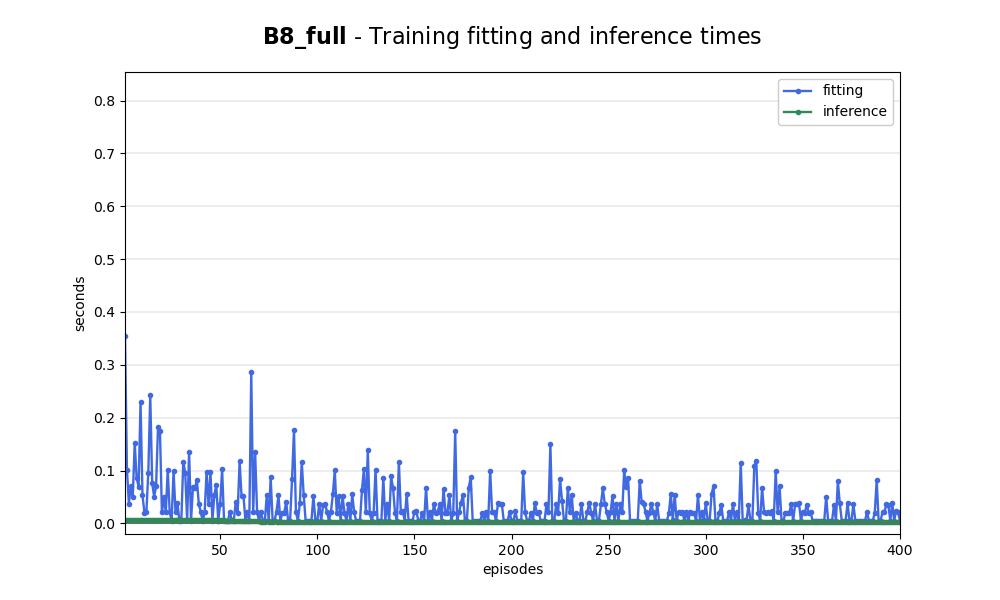 B8_full - Training fitting and inference times
fitting
inference
0.8
0.7
0.6
0.5
0.4
0.3
0.2
0.1
0.0
seconds
50 100 150 200 250 300 350 400
episodes